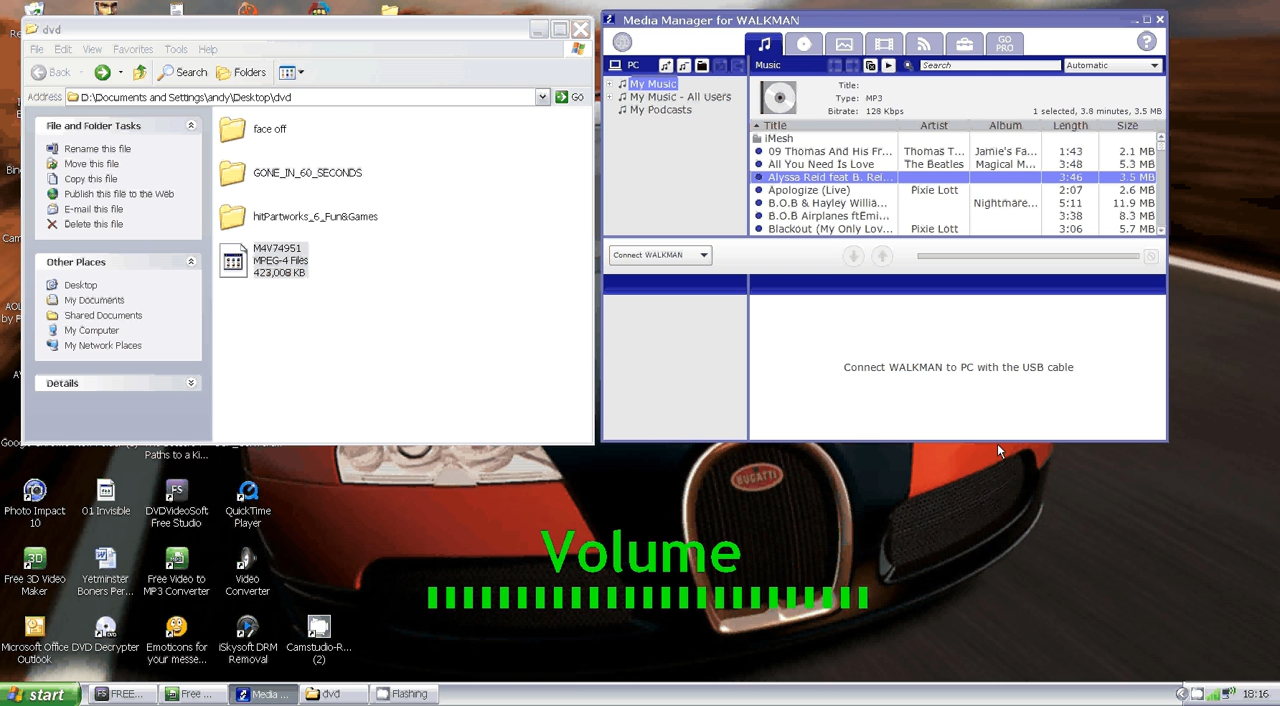 dvd
File Edit View Favorites Tools Help
Back Search Folders
Address D:\Documents and Settings\andy\Desktop\dvd Go
File and Folder Tasks
Rename this file
Move this file
Copy this file
Publish this file to the Web
E-mail this file
Delete this file
Other Places
Desktop
My Documents
Shared Documents
My Computer
My Network Places
Details
face off
GONE_IN_60_SECONDS
hitPartworks_6_Fun&Games
M4V74951
MPEG-4 Files
423,008 KB
Media Manager for WALKMAN
GO
PRO
?
PC
Music
Search
Automatic
My Music
My Music - All Users
My Podcasts
Title:
Type: MP3
Bitrate: 128 Kbps
1 selected, 3.8 minutes, 3.5 MB
Title Artist Album Length Size
iMesh
09 Thomas And His Fr... Thomas T... Jamie's Fa... 1:43 2.1 MB
All You Need Is Love The Beatles Magical M... 3:48 5.3 MB
Alyssa Reid feat B. Rei... 3:46 3.5 MB
Apologize (Live) Pixie Lott 2:07 2.6 MB
B.O.B & Hayley Willia... Nightmare... 5:11 11.9 MB
B.O.B Airplanes ftEmi... 3:38 8.3 MB
Blackout (My Only Lov... Pixie Lott 3:06 5.7 MB
Connect WALKMAN
Connect WALKMAN to PC with the USB cable
Paths to a Ki...
BUGATTI
Photo Impact
10
01 Invisible
DVDVideoSoft
Free Studio
QuickTime
Player
Volume
Free 3D Video
Maker
Yetminster
Borders Per...
Free Video to
MP3 Converter
Video
Converter
Microsoft Office
Outlook
DVD Decrypter
Emoticons for
your messe...
iSkysoft DRM
Removal
Camstudio-R...
(2)
start
FREE...
Free ...
Media ...
dvd
Flashing
18:16